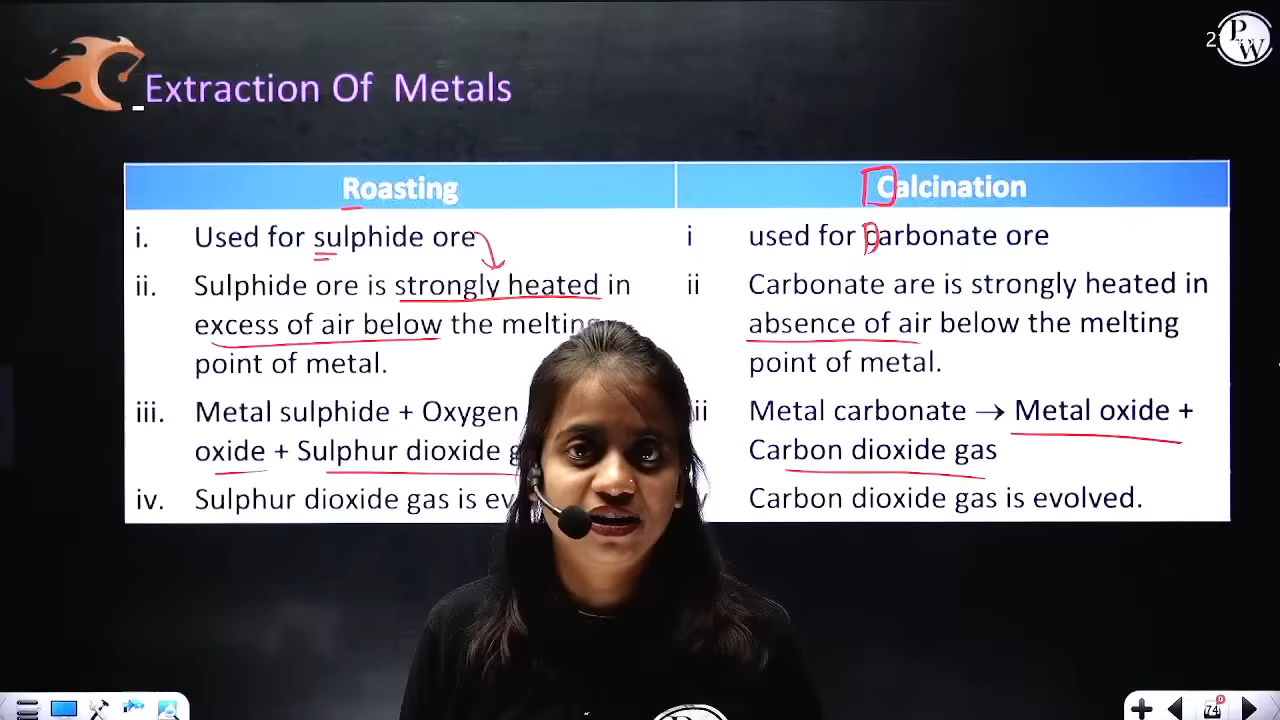 P
W
2
Extraction Of Metals
Roasting
Calcination
i. Used for sulphide ore
i used for carbonate ore
ii. Sulphide ore is strongly heated in
excess of air below the melting
point of metal.
ii Carbonate are is strongly heated in
absence of air below the melting
point of metal.
iii. Metal sulphide + Oxygen
oxide + Sulphur dioxide
ii Metal carbonate → Metal oxide +
Carbon dioxide gas
iv. Sulphur dioxide gas is
Carbon dioxide gas is evolved.
74